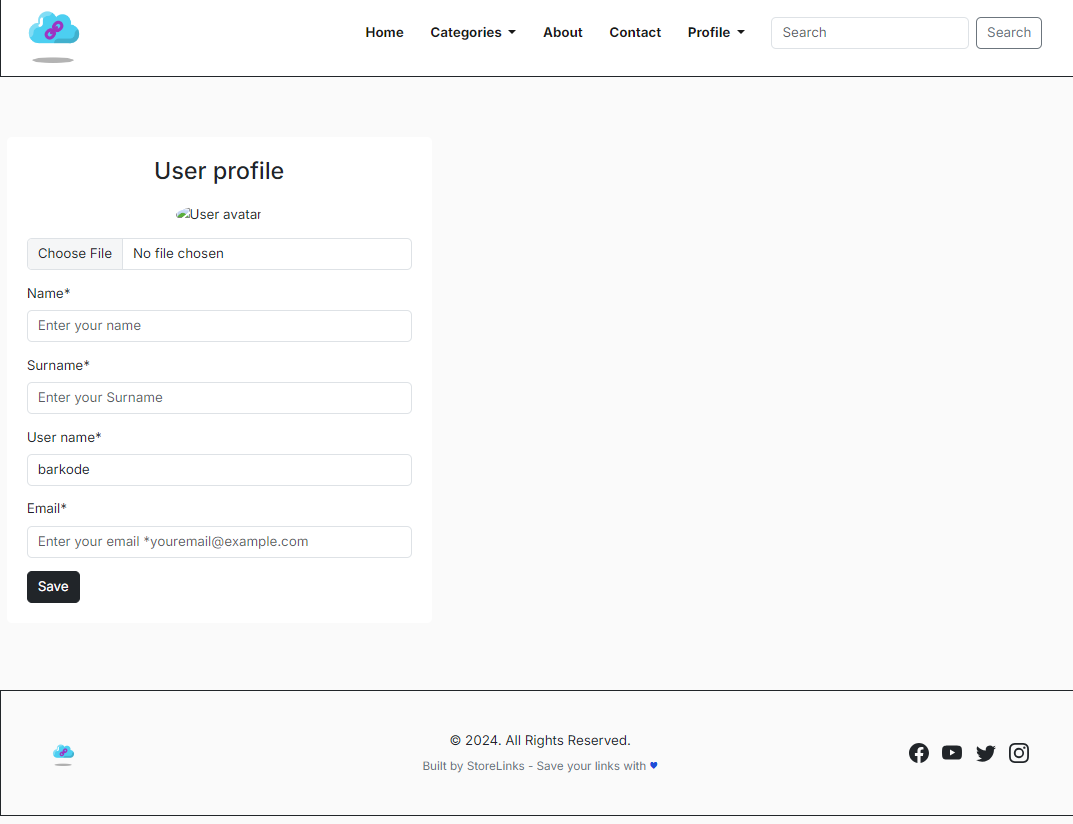 Home Categories About Contact Profile Search Search
User profile
User avatar
Choose File No file chosen
Name*
Enter your name
Surname*
Enter your Surname
User name*
barkode
Email*
Enter your email *youremail@example.com
Save
© 2024. All Rights Reserved.
Built by StoreLinks - Save your links with